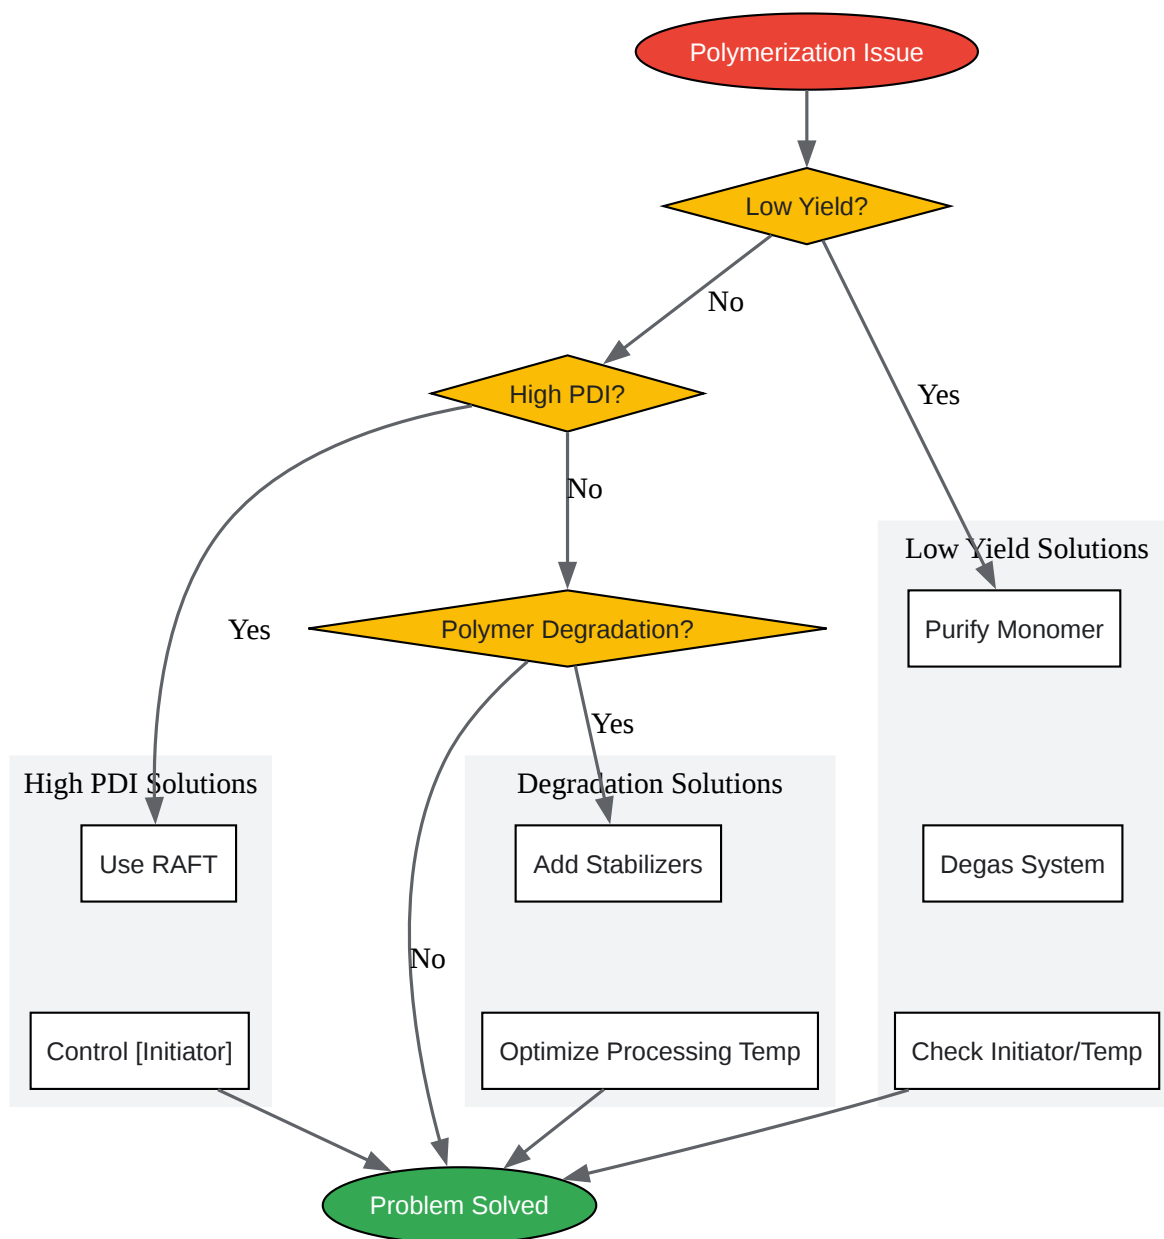 Polymerization Issue
Low Yield?
No
Yes
High PDI?
No
Yes
Low Yield Solutions
Purify Monomer
Polymer Degradation?
Yes
High PDI Solutions
Degradation Solutions
Use RAFT
Add Stabilizers
Degas System
No
Control [Initiator]
Optimize Processing Temp
Check Initiator/Temp
Problem Solved